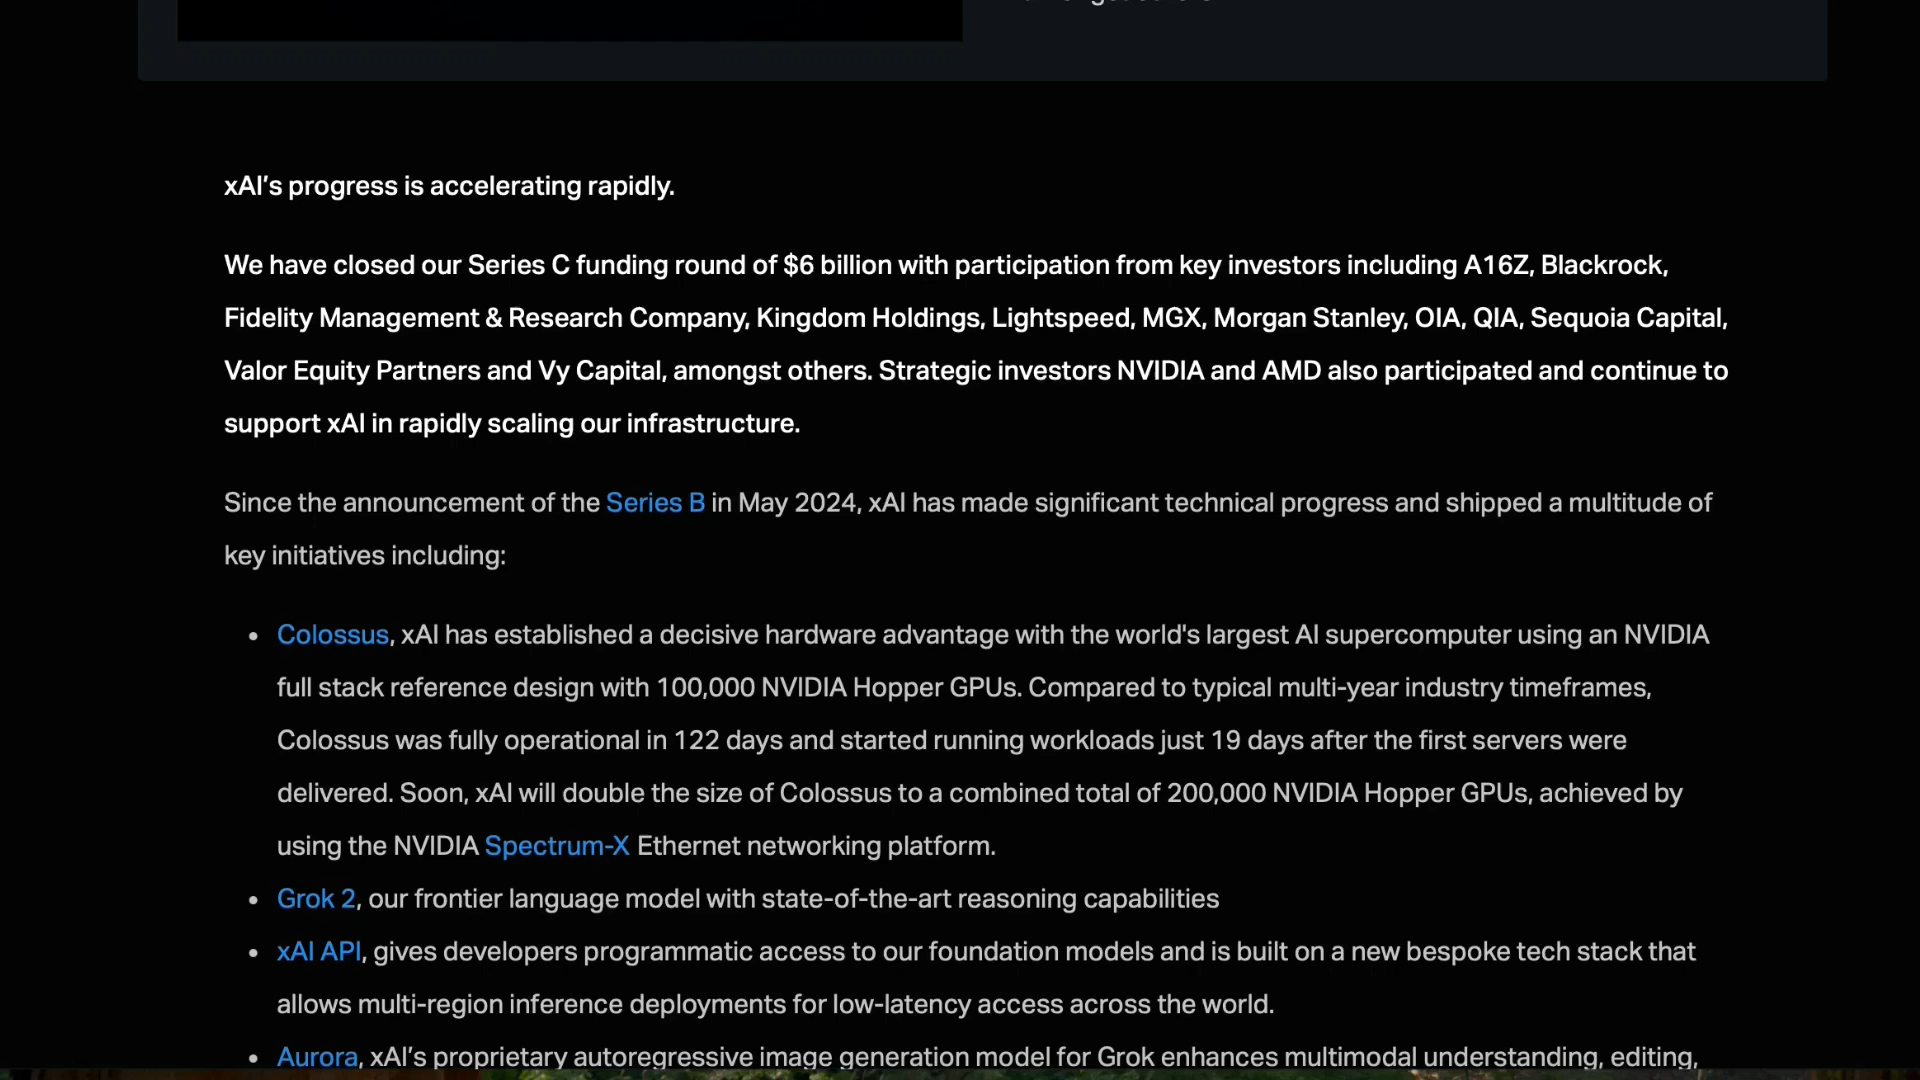 xAI’s progress is accelerating rapidly.
We have closed our Series C funding round of $6 billion with participation from key investors including A16Z, Blackrock,
Fidelity Management & Research Company, Kingdom Holdings, Lightspeed, MGX, Morgan Stanley, OIA, QIA, Sequoia Capital,
Valor Equity Partners and Vy Capital, amongst others. Strategic investors NVIDIA and AMD also participated and continue to
support xAI in rapidly scaling our infrastructure.
Since the announcement of the Series B in May 2024, xAI has made significant technical progress and shipped a multitude of
key initiatives including:
• Colossus, xAI has established a decisive hardware advantage with the world's largest AI supercomputer using an NVIDIA
full stack reference design with 100,000 NVIDIA Hopper GPUs. Compared to typical multi-year industry timeframes,
Colossus was fully operational in 122 days and started running workloads just 19 days after the first servers were
delivered. Soon, xAI will double the size of Colossus to a combined total of 200,000 NVIDIA Hopper GPUs, achieved by
using the NVIDIA Spectrum-X Ethernet networking platform.
• Grok 2, our frontier language model with state-of-the-art reasoning capabilities
• xAI API, gives developers programmatic access to our foundation models and is built on a new bespoke tech stack that
allows multi-region inference deployments for low-latency access across the world.
• Aurora, xAI’s proprietary autoregressive image generation model for Grok enhances multimodal understanding, editing,